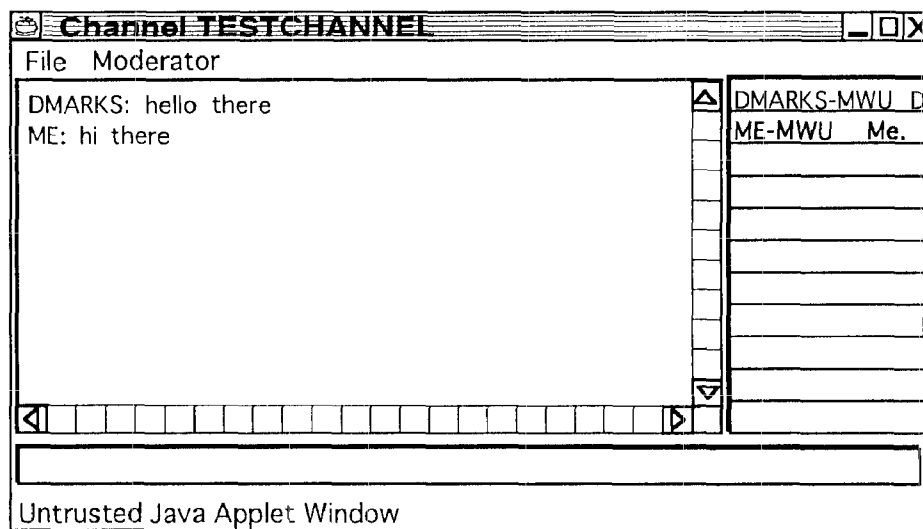 Channel TESTCHANNEL
File Moderator
DMARKS: hello there
ME: hi there
DMARKS-MWU D
ME-MWU Me.
Untrusted Java Applet Window